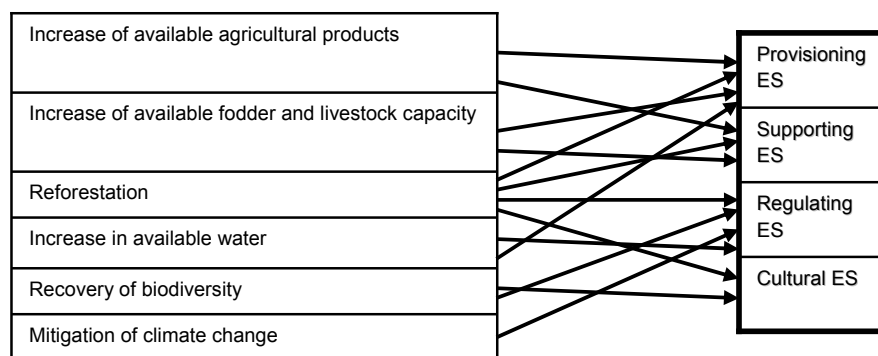 Increase of available agricultural products
Increase of available fodder and livestock capacity
Reforestation
Increase in available water
Recovery of biodiversity
Mitigation of climate change
Provisioning
ES
Supporting
ES
Regulating
ES
Cultural ES